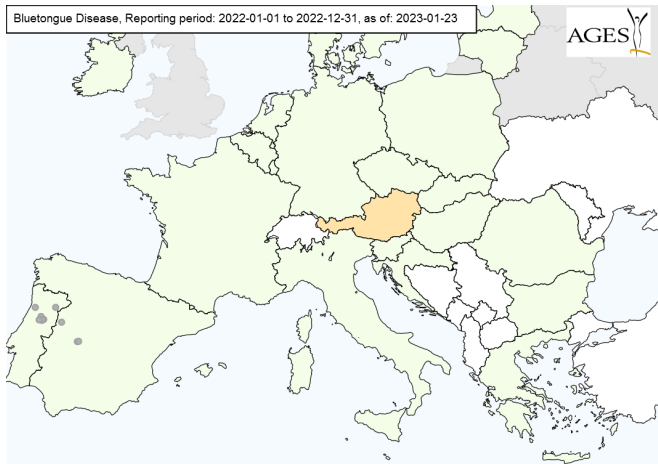 Bluetongue Disease, Reporting period: 2022-01-01 to 2022-12-31, as of: 2023-01-23
AGES